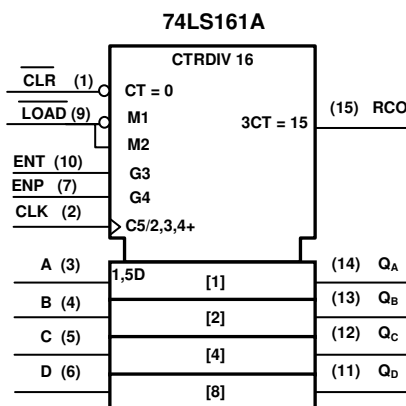 74LS161A
CTRDIV 16
CLR (1) CT = 0
LOAD (9) M1
3CT = 15 (15) RCO
M2
ENT (10) G3
ENP (7) G4
CLK (2) C5/2,3,4+
A (3) 1,5D [1] (14) QA
B (4) [2] (13) QB
C (5) [4] (12) QC
D (6) [8] (11) QD